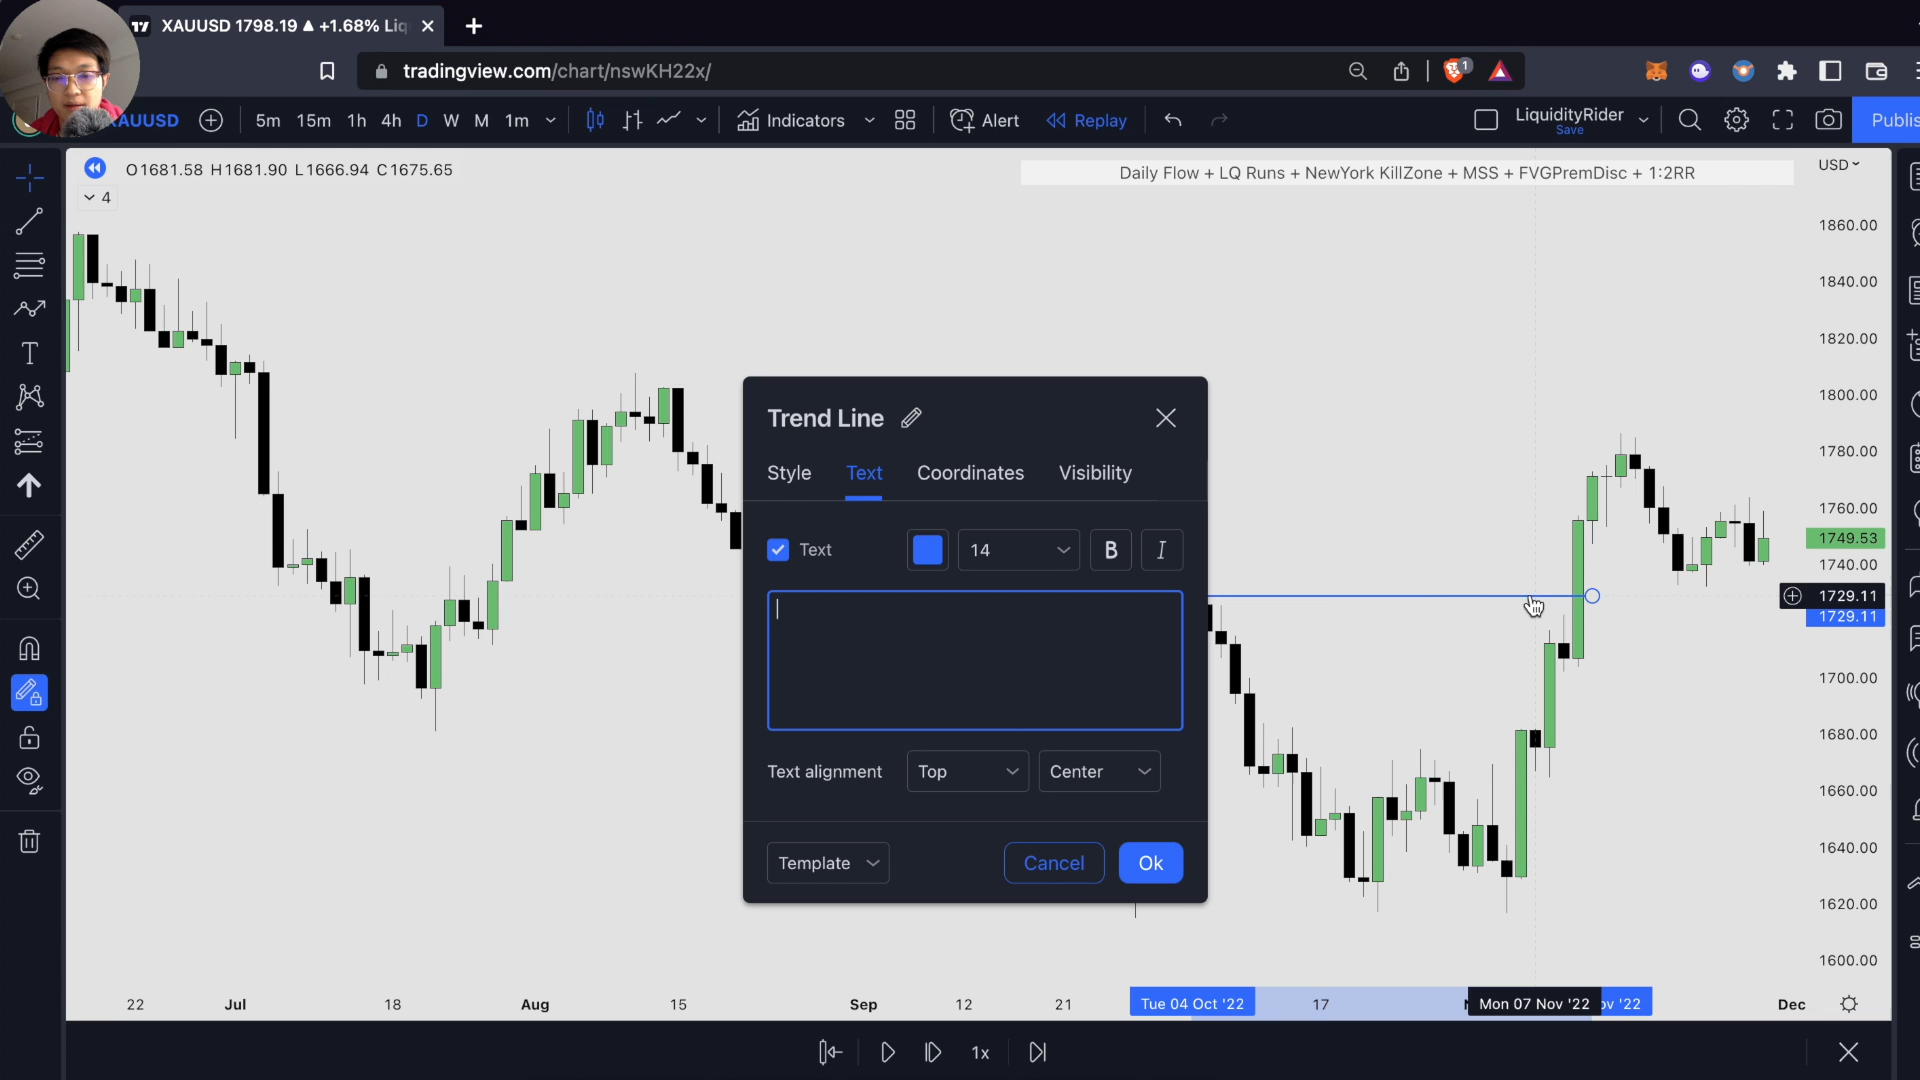 XAUUSD 1798.19 ▲ +1.68% Liq
tradingview.com/chart/nswKH22x/
1
XAUUSD
5m 15m 1h 4h D W M 1m
Indicators
Alert
Replay
LiquidityRider
Save
Publis
O1681.58 H1681.90 L1666.94 C1675.65
4
Daily Flow + LQ Runs + NewYork KillZone + MSS + FVGPremDisc + 1:2RR
USD
1860.00
1840.00
1820.00
1800.00
1780.00
1760.00
1749.53
1740.00
1729.11
1729.11
1700.00
1680.00
1660.00
1640.00
1620.00
1600.00
Trend Line
Style Text Coordinates Visibility
Text
14
B
I
Text alignment
Top
Center
Template
Cancel
Ok
22 Jul 18 Aug 15 Sep 12 21 Tue 04 Oct '22 17 Mon 07 Nov '22 ov '22 Dec
1x